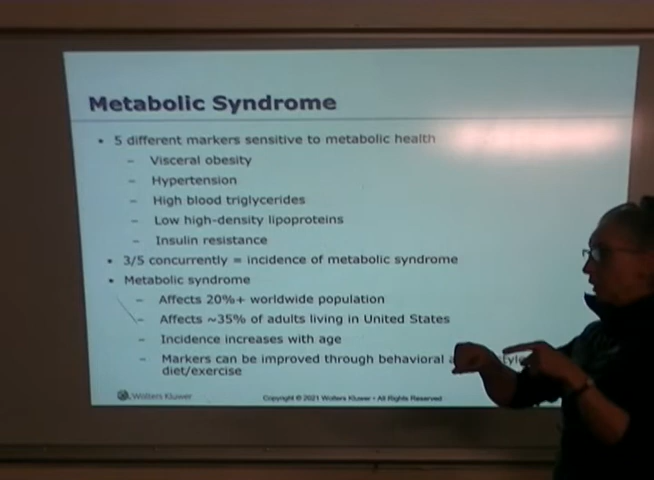 Metabolic Syndrome
• 5 different markers sensitive to metabolic health
– Visceral obesity
– Hypertension
– High blood triglycerides
– Low high-density lipoproteins
– Insulin resistance
• 3/5 concurrently = incidence of metabolic syndrome
• Metabolic syndrome
– Affects 20%+ worldwide population
– Affects ~35% of adults living in United States
– Incidence increases with age
– Markers can be improved through behavioral
diet/exercise
Wolters Kluwer
Copyright © 2021 Wolters Kluwer • All Rights Reserved